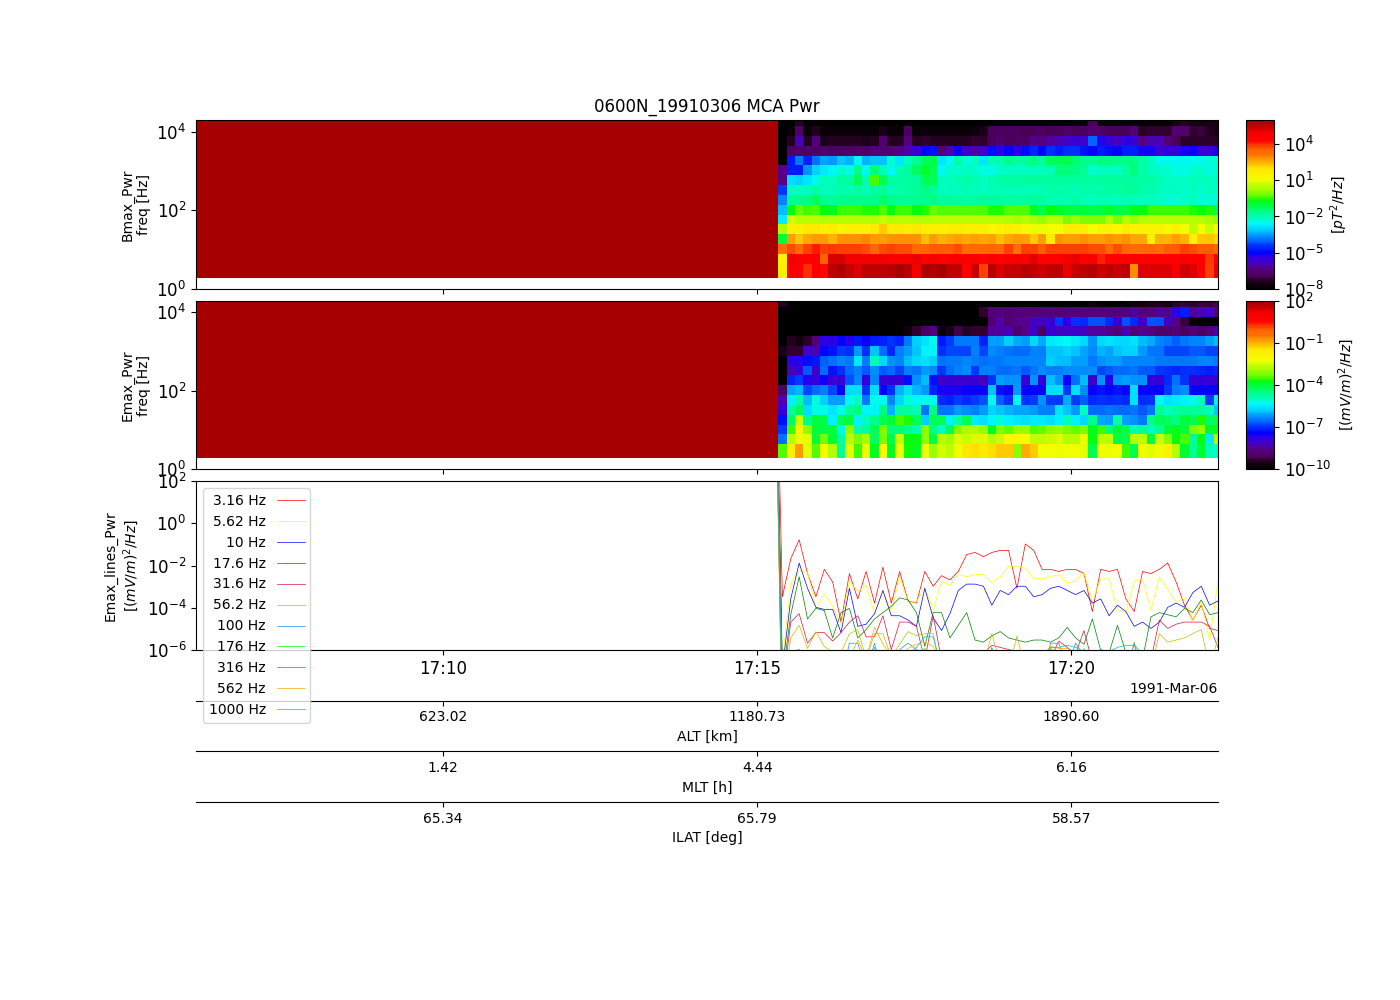 0600N_19910306 MCA Pwr
Bmax_Pwr
freq [Hz]
10^4
10^2
10^0
10^4
10^1
10^-2
10^-5
10^-8
[pT^2/Hz]
Emax_Pwr
freq [Hz]
10^4
10^2
10^0
10^2
10^-1
10^-4
10^-7
10^-10
[(mV/m)^2/Hz]
Emax_lines_Pwr
[(mV/m)^2/Hz]
10^2
10^0
10^-2
10^-4
10^-6
3.16 Hz
5.62 Hz
10 Hz
17.6 Hz
31.6 Hz
56.2 Hz
100 Hz
176 Hz
316 Hz
562 Hz
1000 Hz
17:10 17:15 17:20
1991-Mar-06
623.02 1180.73 1890.60
ALT [km]
1.42 4.44 6.16
MLT [h]
65.34 65.79 58.57
ILAT [deg]